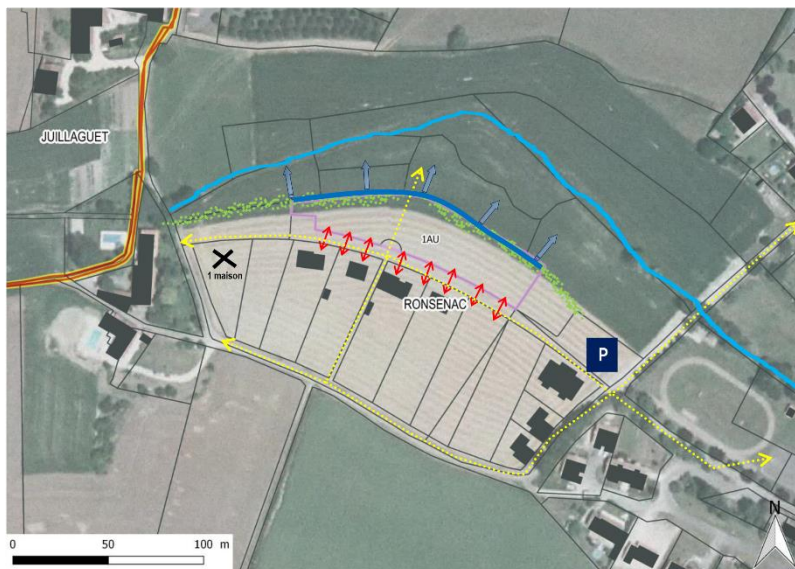 JUILLAGUET
1AU
1 maison
RONSENAC
P
N
0 50 100 m